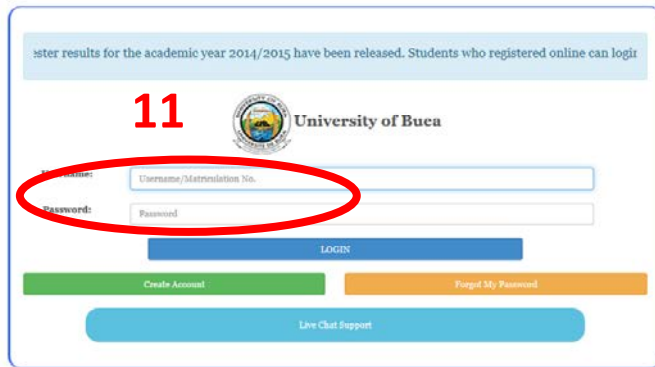 ester results for the academic year 2014/2015 have been released. Students who registered online can login
11
University of Buea
Username/Matriculation No.
Password:
Password
LOGIN
Create Account
Forgot My Password
Live Chat Support